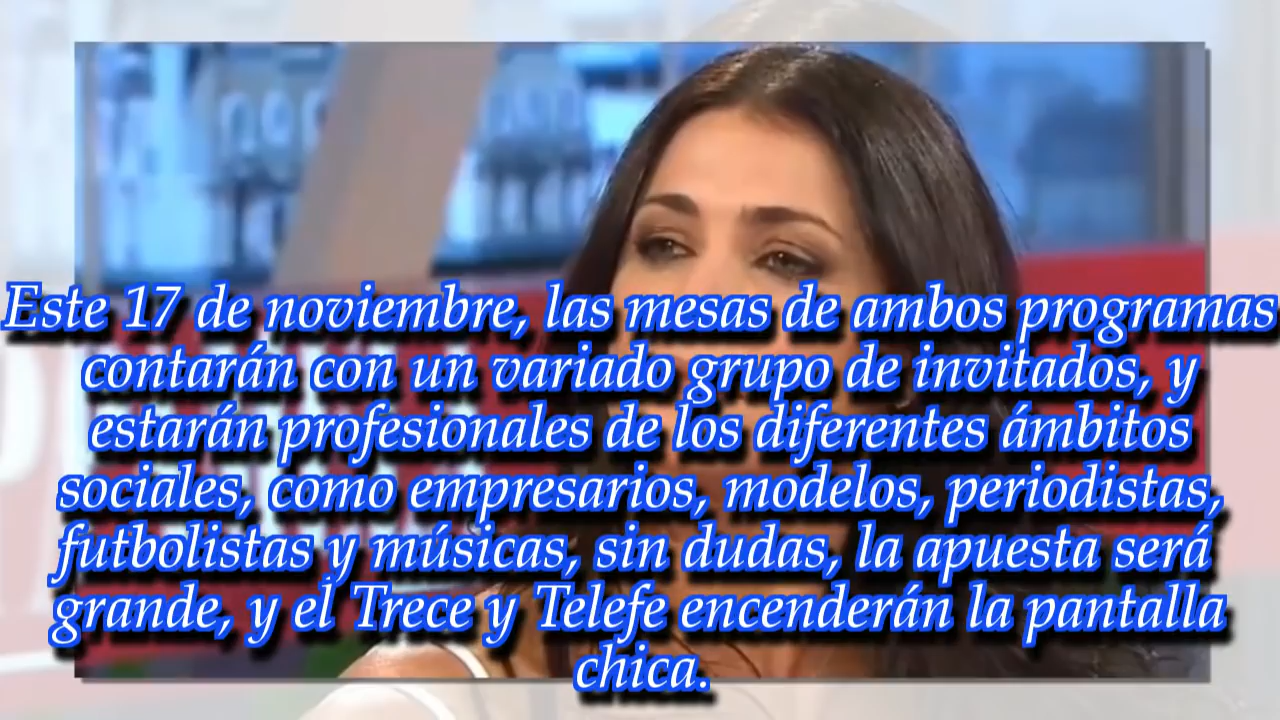 Este 17 de noviembre, las mesas de ambos programas
contarán con un variado grupo de invitados, y
estarán profesionales de los diferentes ámbitos
sociales, como empresarios, modelos, periodistas,
futbolistas y músicas, sin dudas, la apuesta será
grande, y el Trece y Telefe encenderán la pantalla
chica.